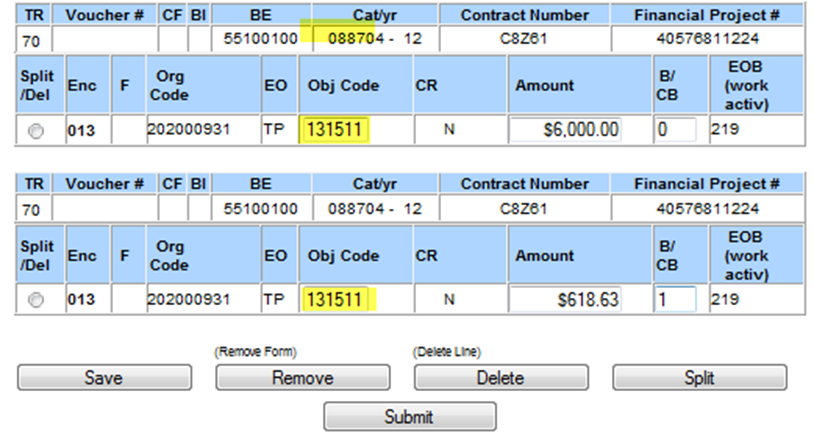 TR Voucher # CF BI BE Cat/yr Contract Number Financial Project #
70 55100100 088704 - 12 C8Z61 40576811224
Split /Del Enc F Org Code EO Obj Code CR Amount B/ CB EOB (work activ)
013 202000931 TP 131511 N $6,000.00 0 219
TR Voucher # CF BI BE Cat/yr Contract Number Financial Project #
70 55100100 088704 - 12 C8Z61 40576811224
Split /Del Enc F Org Code EO Obj Code CR Amount B/ CB EOB (work activ)
013 202000931 TP 131511 N $618.63 1 219
(Remove Form) (Delete Line)
Save Remove Delete Split
Submit